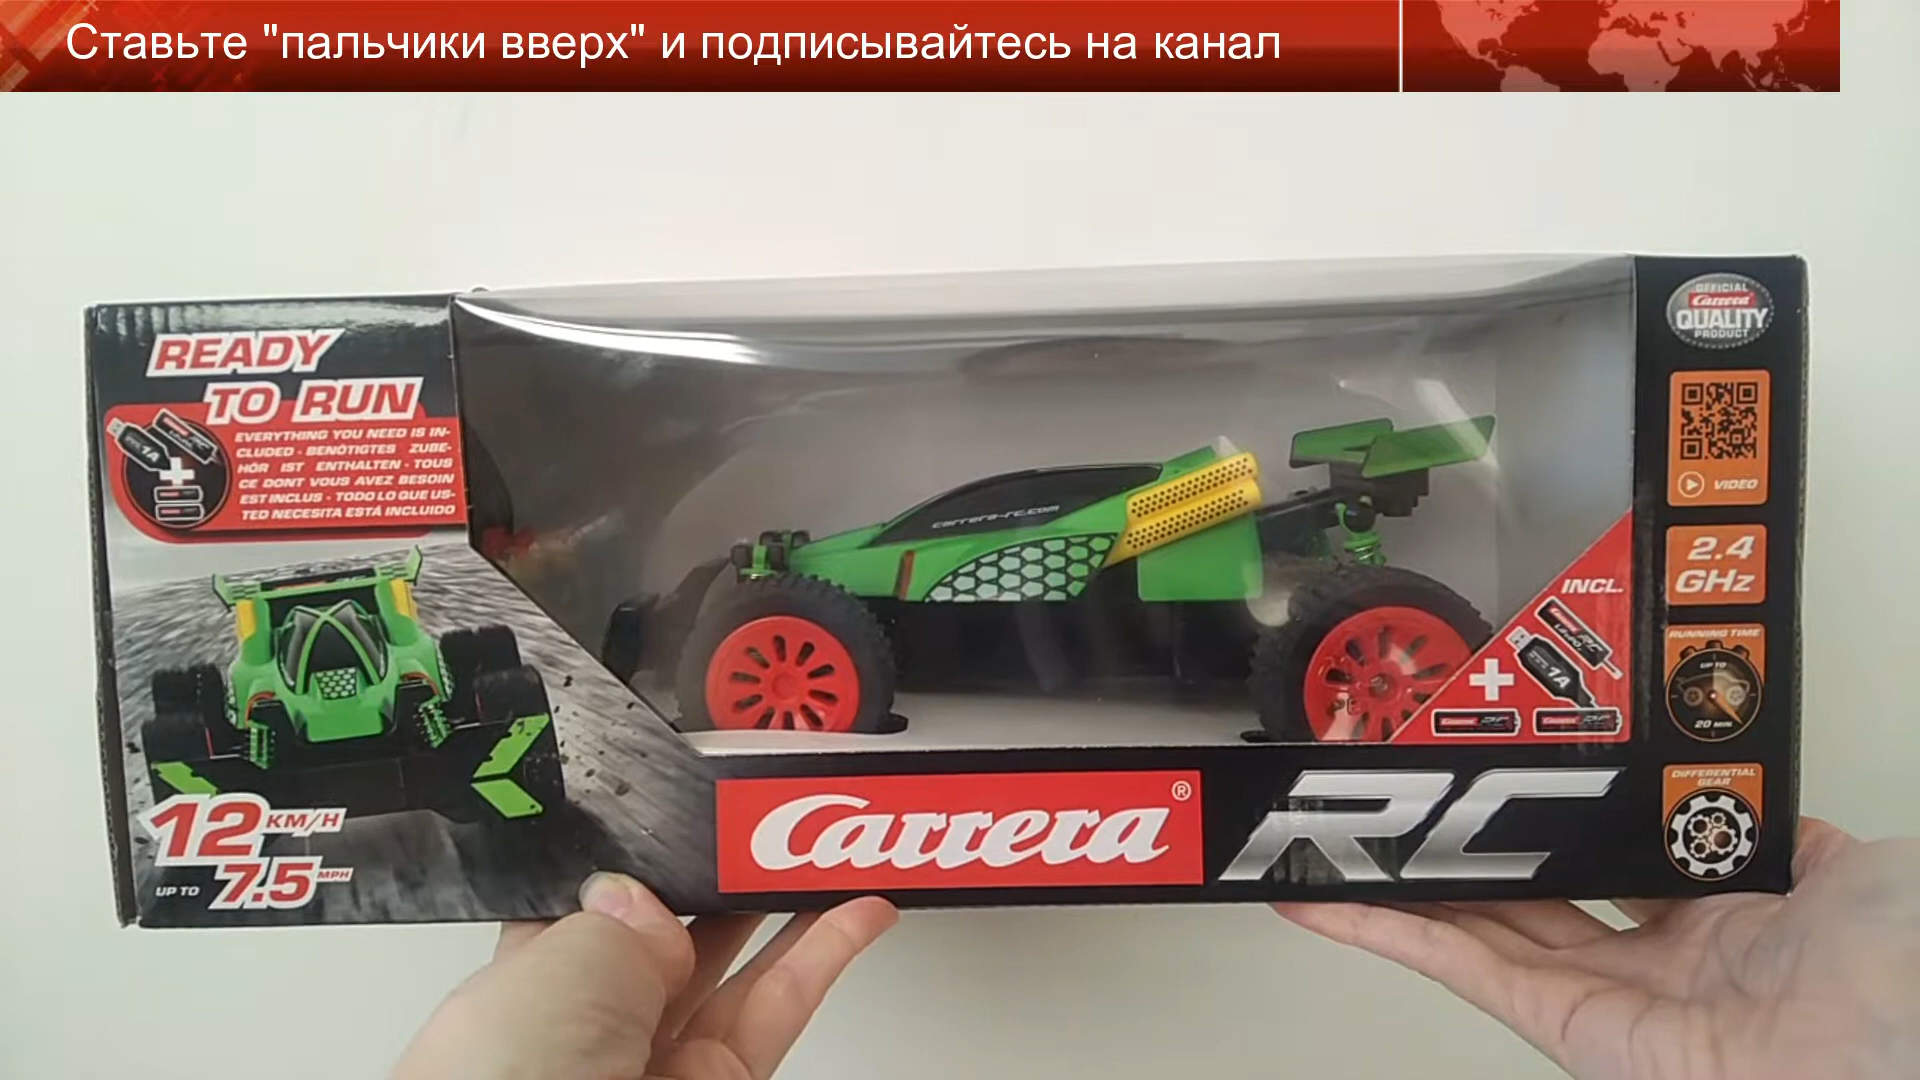 Ставьте "пальчики вверх" и подписывайтесь на канал
READY
TO RUN
1A
EVERYTHING YOU NEED IS IN-
CLUDED - BENÖTIGTES ZUBE-
HÖR IST ENTHALTEN - TOUS
CE DONT VOUS AVEZ BESOIN
EST INCLUS - TODO LO QUE US-
TED NECESITA ESTÁ INCLUIDO
12 KM/H
UP TO 7.5 MPH
carrera-rc.com
Carrera®
RC
INCL.
1A
OFFICIAL
Carrera
QUALITY
PRODUCT
VIDEO
2.4
GHz
RUNNING TIME
UP TO
20 MIN.
DIFFERENTIAL
GEAR